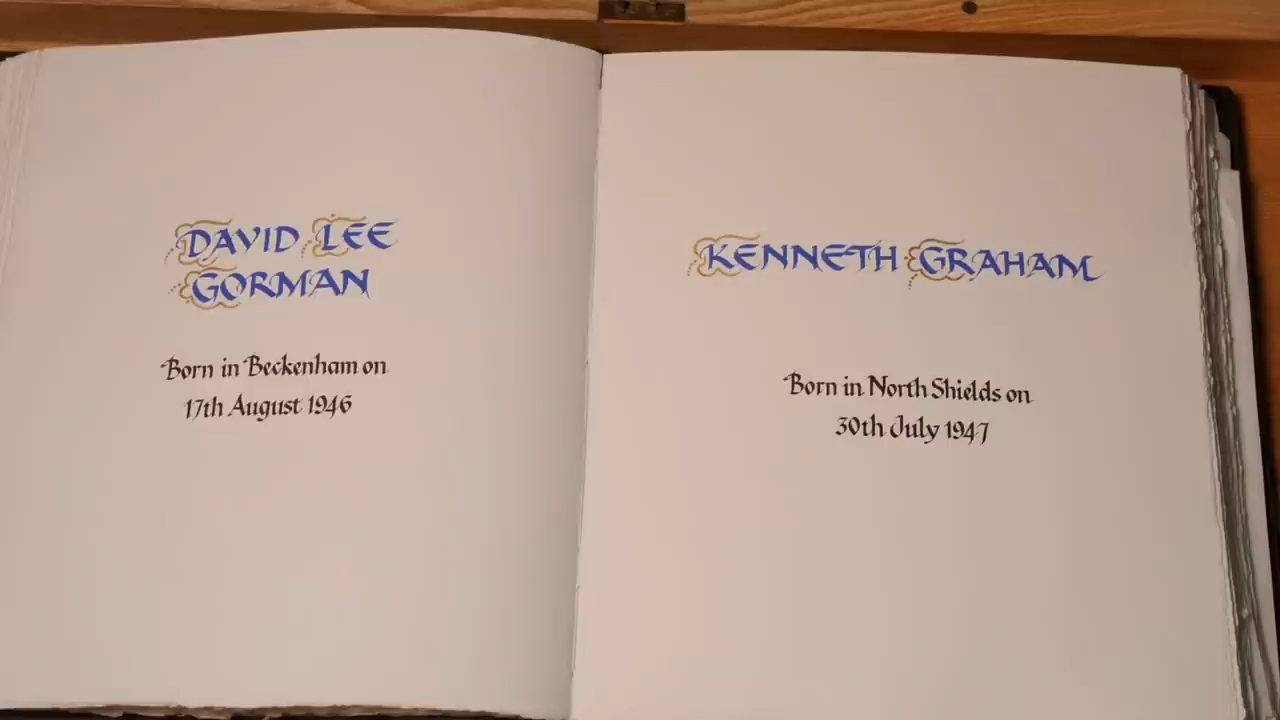 DAVID LEE
GORMAN
Born in Beckenham on
17th August 1946
KENNETH GRAHAM
Born in North Shields on
30th July 1947